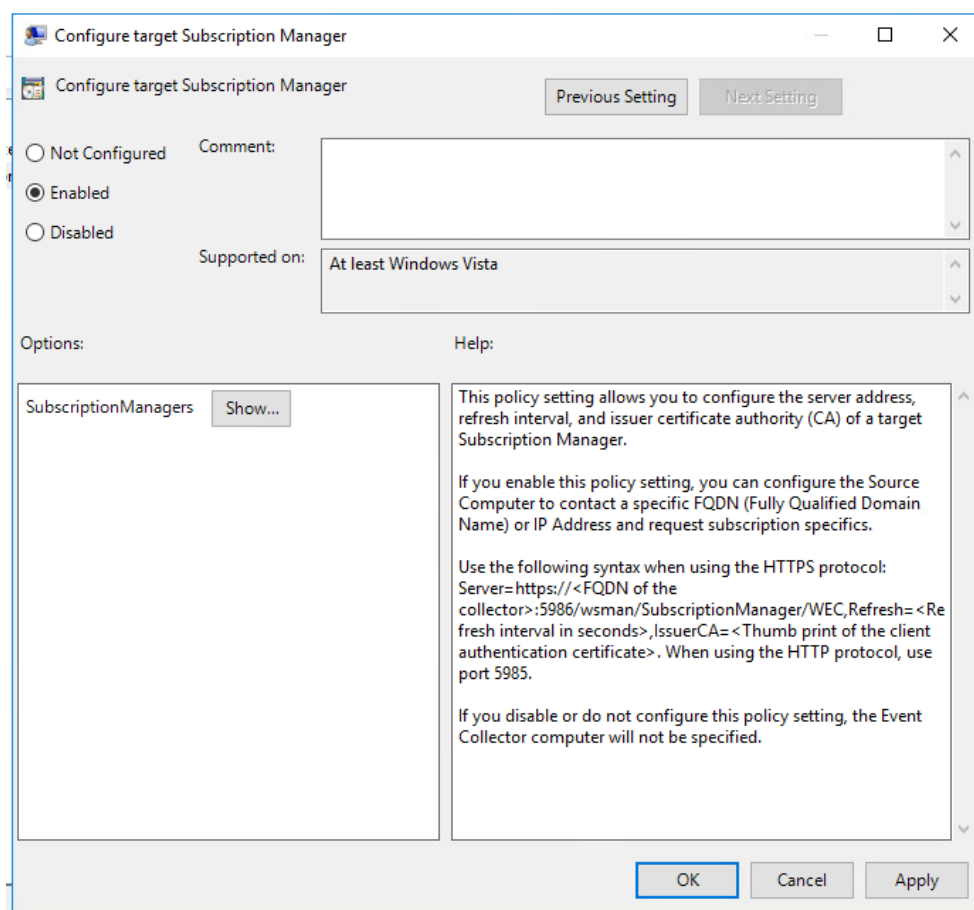 Configure target Subscription Manager
Configure target Subscription Manager
Previous Setting
Next Setting
Not Configured
Comment:
Enabled
Disabled
Supported on:
At least Windows Vista
Options:
Help:
SubscriptionManagers
Show...
This policy setting allows you to configure the server address,
refresh interval, and issuer certificate authority (CA) of a target
Subscription Manager.
If you enable this policy setting, you can configure the Source
Computer to contact a specific FQDN (Fully Qualified Domain
Name) or IP Address and request subscription specifics.
Use the following syntax when using the HTTPS protocol:
Server=https://<FQDN of the
collector>:5986/wsman/SubscriptionManager/WEC,Refresh=<Re
fresh interval in seconds>,IssuerCA=<Thumb print of the client
authentication certificate>. When using the HTTP protocol, use
port 5985.
If you disable or do not configure this policy setting, the Event
Collector computer will not be specified.
OK
Cancel
Apply